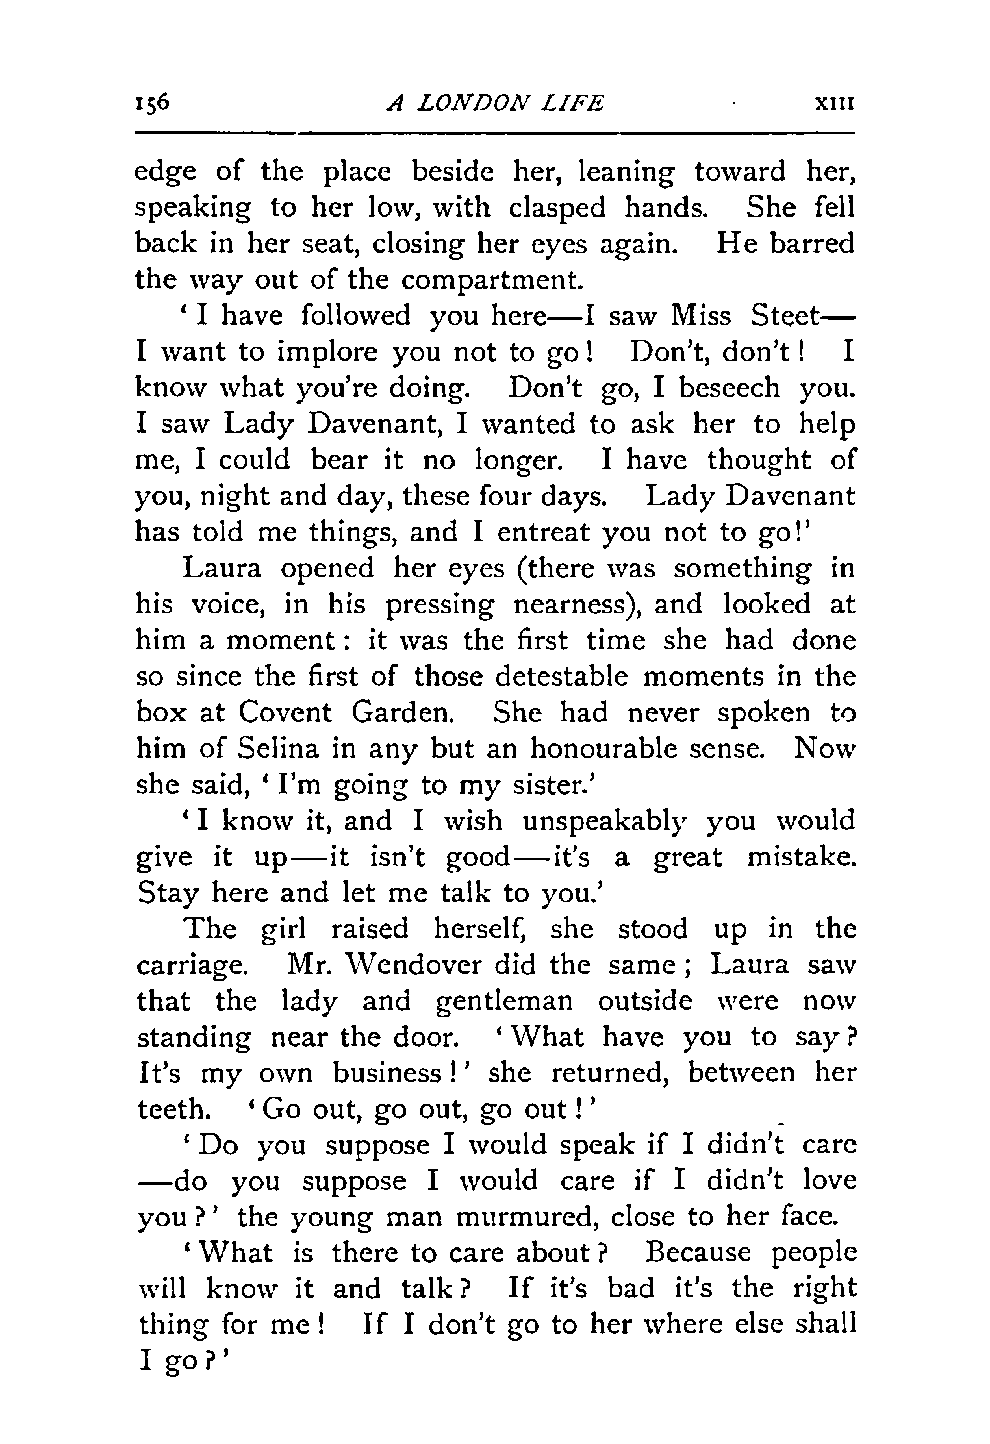 156 A LONDON LIFE XIII
edge of the place beside her, leaning toward her,
speaking to her low, with clasped hands. She fell
back in her seat, closing her eyes again. He barred
the way out of the compartment.
‘I have followed you here—I saw Miss Steet—
I want to implore you not to go! Don't, don't! I
know what you're doing. Don't go, I beseech you.
I saw Lady Davenant, I wanted to ask her to help
me, I could bear it no longer. I have thought of
you, night and day, these four days. Lady Davenant
has told me things, and I entreat you not to go!’
Laura opened her eyes (there was something in
his voice, in his pressing nearness), and looked at
him a moment: it was the first time she had done
so since the first of those detestable moments in the
box at Covent Garden. She had never spoken to
him of Selina in any but an honourable sense. Now
she said, ‘I'm going to my sister.’
‘I know it, and I wish unspeakably you would
give it up—it isn't good—it's a great mistake.
Stay here and let me talk to you.’
The girl raised herself, she stood up in the
carriage. Mr. Wendover did the same; Laura saw
that the lady and gentleman outside were now
standing near the door. ‘What have you to say?
It's my own business!’ she returned, between her
teeth. ‘Go out, go out, go out!’
‘Do you suppose I would speak if I didn't care
—do you suppose I would care if I didn't love
you?’ the young man murmured, close to her face.
‘What is there to care about? Because people
will know it and talk? If it's bad it's the right
thing for me! If I don't go to her where else shall
I go?’